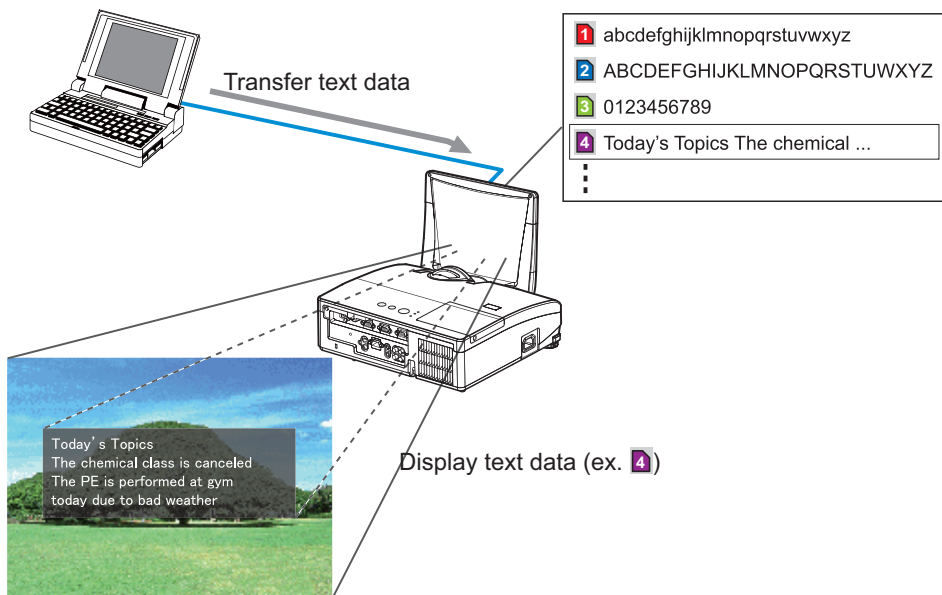 Transfer text data
1 abcdefghijklmnopqrstuvwxyz
2 ABCDEFGHIJKLMNOPQRSTUWXYZ
3 0123456789
4 Today's Topics The chemical ...
Today's Topics
The chemical class is canceled
The PE is performed at gym
today due to bad weather
Display text data (ex. 4)